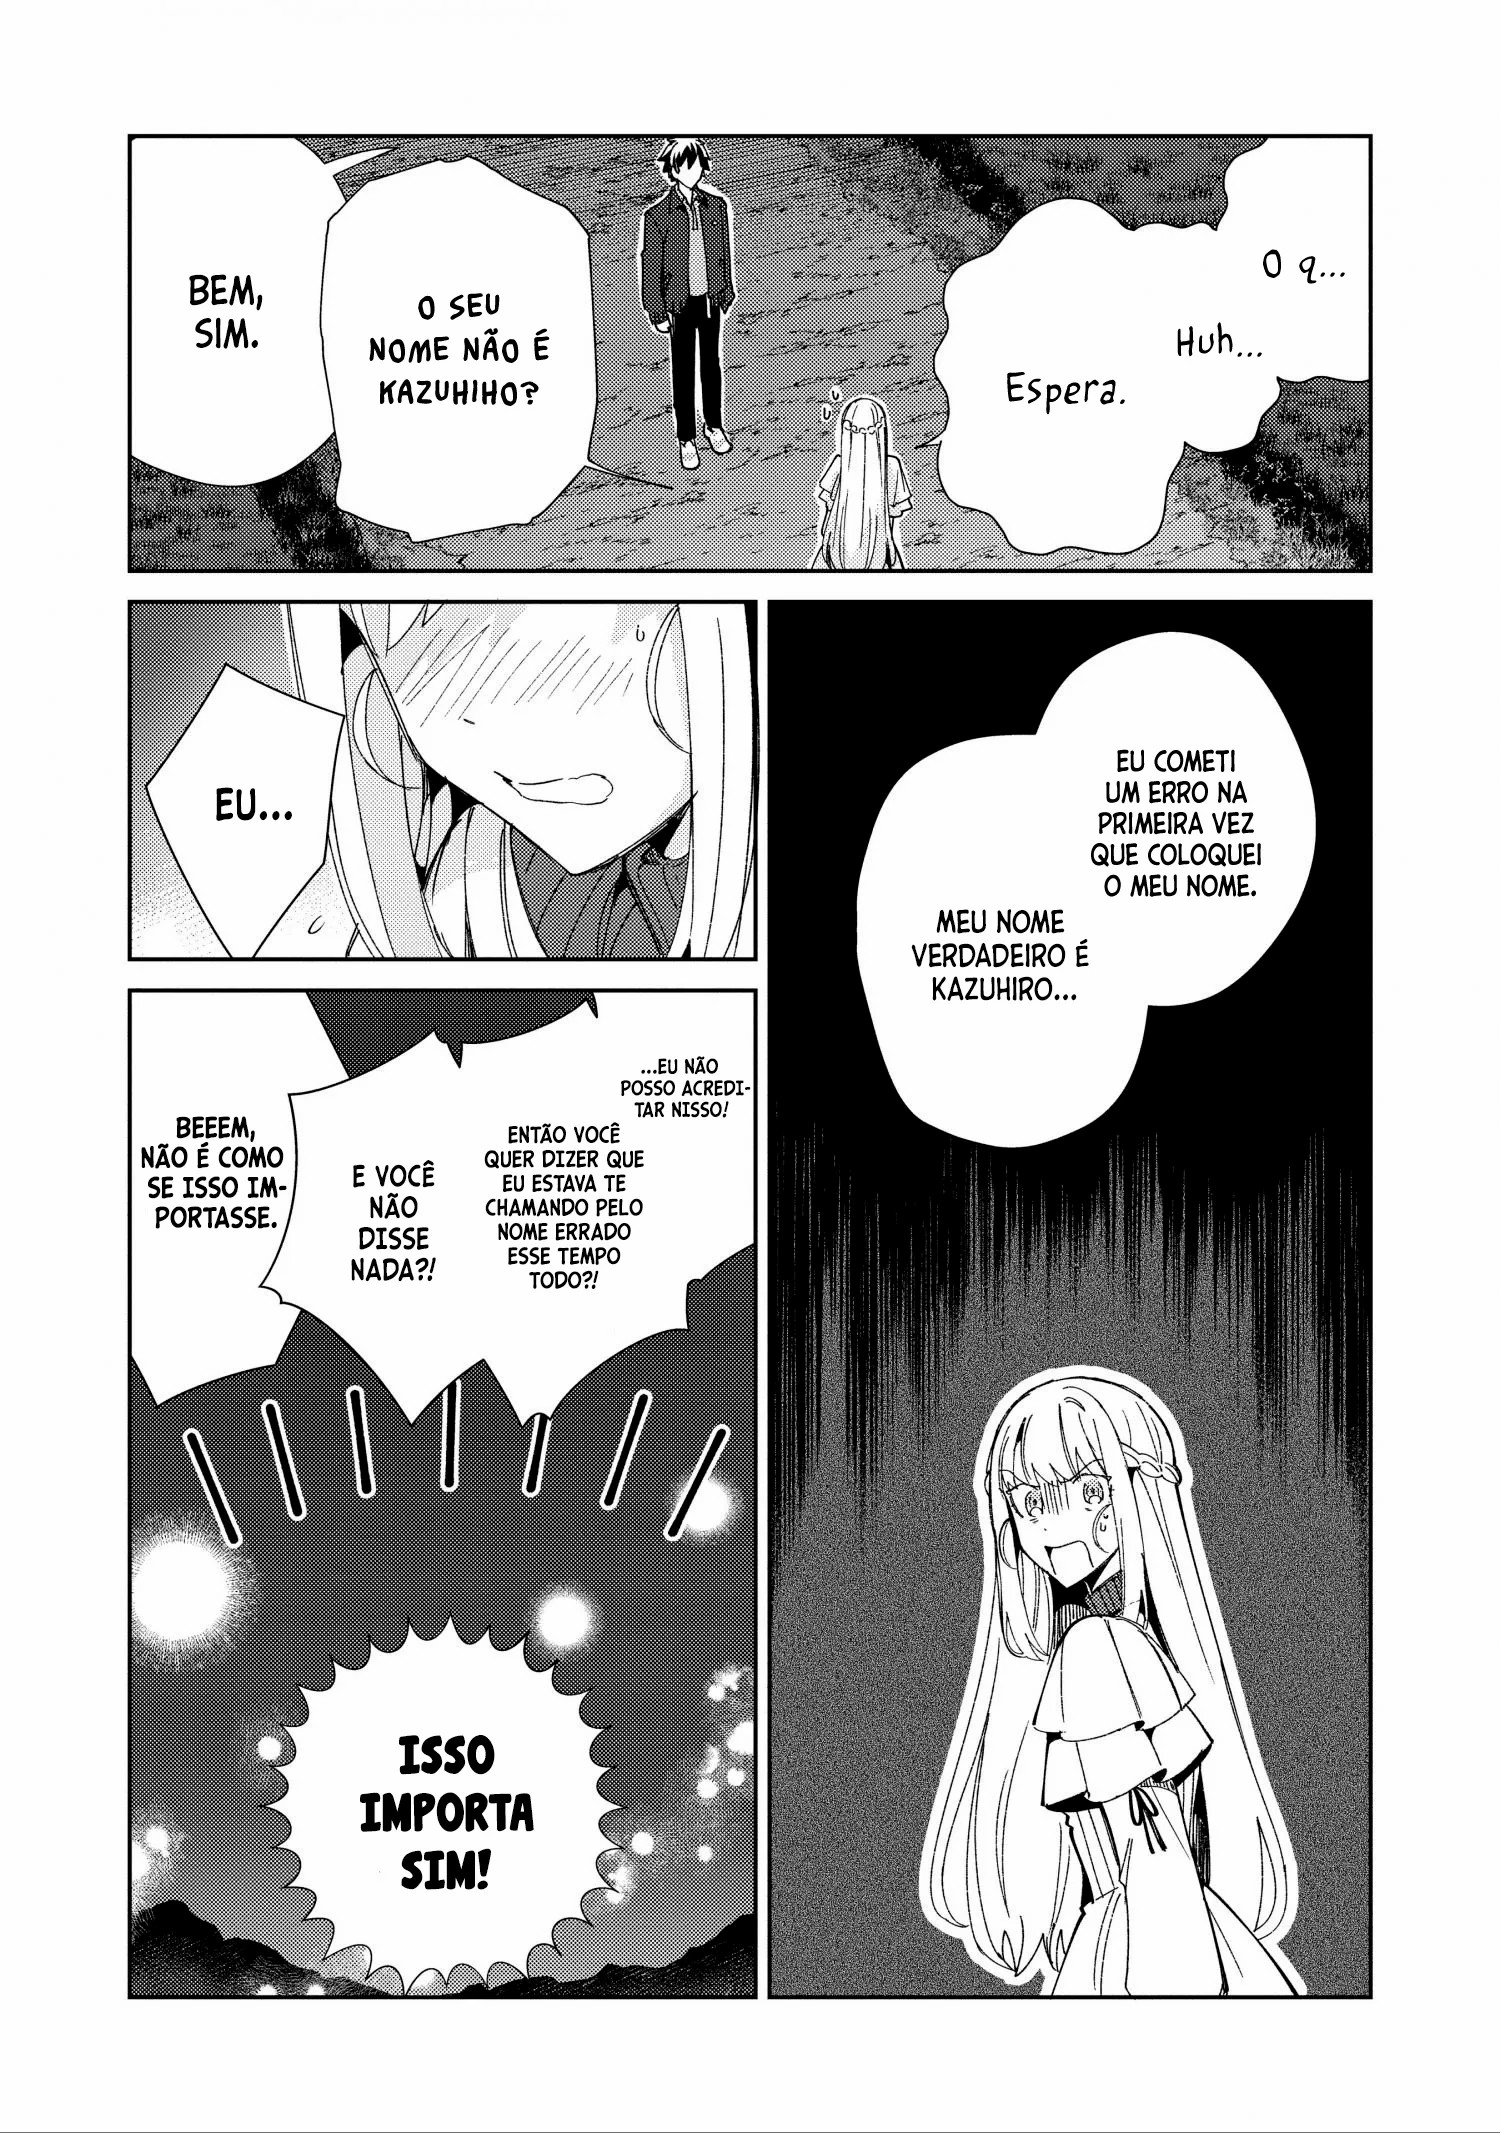 O q...
Huh...
Espera.
O SEU
NOME NÃO É
KAZUHIHO?
BEM,
SIM.
EU COMETI
UM ERRO NA
PRIMEIRA VEZ
QUE COLOQUEI
O MEU NOME.
MEU NOME
VERDADEIRO É
KAZUHIRO...
EU...
...EU NÃO
POSSO ACREDI-
TAR NISSO!
ENTÃO VOCÊ
QUER DIZER QUE
EU ESTAVA TE
CHAMANDO PELO
NOME ERRADO
ESSE TEMPO
TODO?!
E VOCÊ
NÃO
DISSE
NADA?!
BEEEM,
NÃO É COMO
SE ISSO IM-
PORTASSE.
ISSO
IMPORTA
SIM!